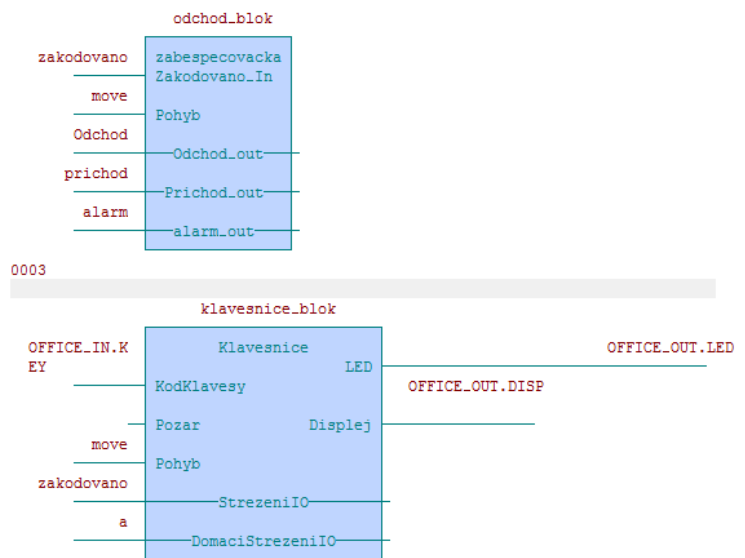 odchod_blok
zakodovano
zabespecovacka
Zakodovano_In
move
Pohyb
Odchod
Odchod_out
prichod
Prichod_out
alarm
alarm_out
0003
klavesnice_blok
OFFICE_IN.K
EY
Klavesnice
OFFICE_OUT.LED
LED
KodKlavesy
OFFICE_OUT.DISP
Pozar
Displej
move
Pohyb
zakodovano
StrezeniIO
a
DomaciStrezeniIO